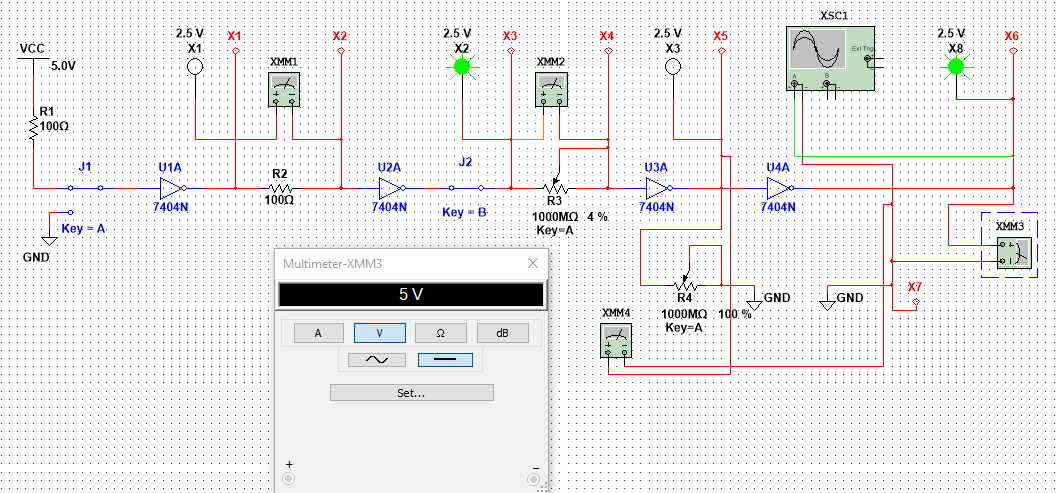 XSC1
2.5 V
X1
X1
X2
2.5 V
X2
X3
X4
2.5 V
X3
X5
2.5 V
X8
X6
VCC
5.0V
XMM1
XMM2
Ext Trig
A
B
R1
100Ω
J1
U1A
R2
U2A
J2
U3A
U4A
7404N
100Ω
7404N
Key = B
R3
7404N
7404N
1000MΩ 4 %
Key=A
Key = A
GND
XMM3
Multimeter-XMM3
5 V
A
V
Ω
dB
Set...
+
–
R4
1000MΩ 100 %
Key=A
GND
GND
X7
XMM4